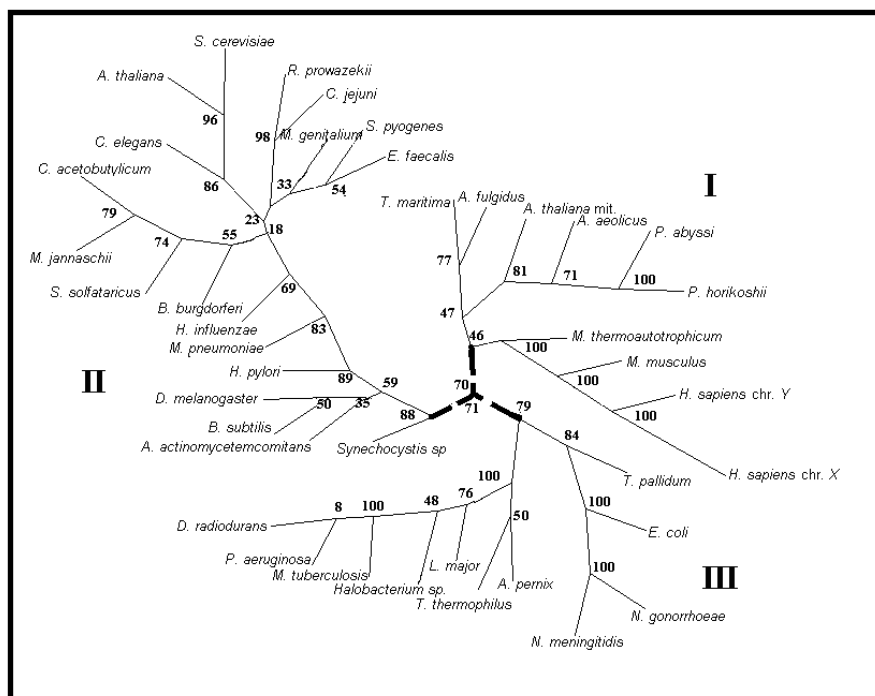 S. cerevisiae
A. thaliana
R. prowazekii
C. jejuni
96
98
M. genitalium
S. pyogenes
C. elegans
E. faecalis
C. acetobutylicum
86
33
54
I
T. maritima
A. fulgidus
A. thaliana mit.
A. aeolicus
P. abyssi
79
23
18
55
74
M. jannaschii
77
81
71
100
S. solfataricus
P. horikoshii
B. burgdorferi
69
H. influenzae
47
83
M. pneumoniae
46
M. thermoautotrophicum
100
M. musculus
II
H. pylori
89
59
70
100
D. melanogaster
50
35
71
79
H. sapiens chr. Y
B. subtilis
88
100
A. actinomycetemcomitans
Synechocystis sp
84
H. sapiens chr. X
T. pallidum
100
76
48
100
8
50
100
D. radiodurans
E. coli
P. aeruginosa
L. major
M. tuberculosis
100
III
Halobacterium sp.
A. pernix
T. thermophilus
N. gonorrhoeae
N. meningitidis